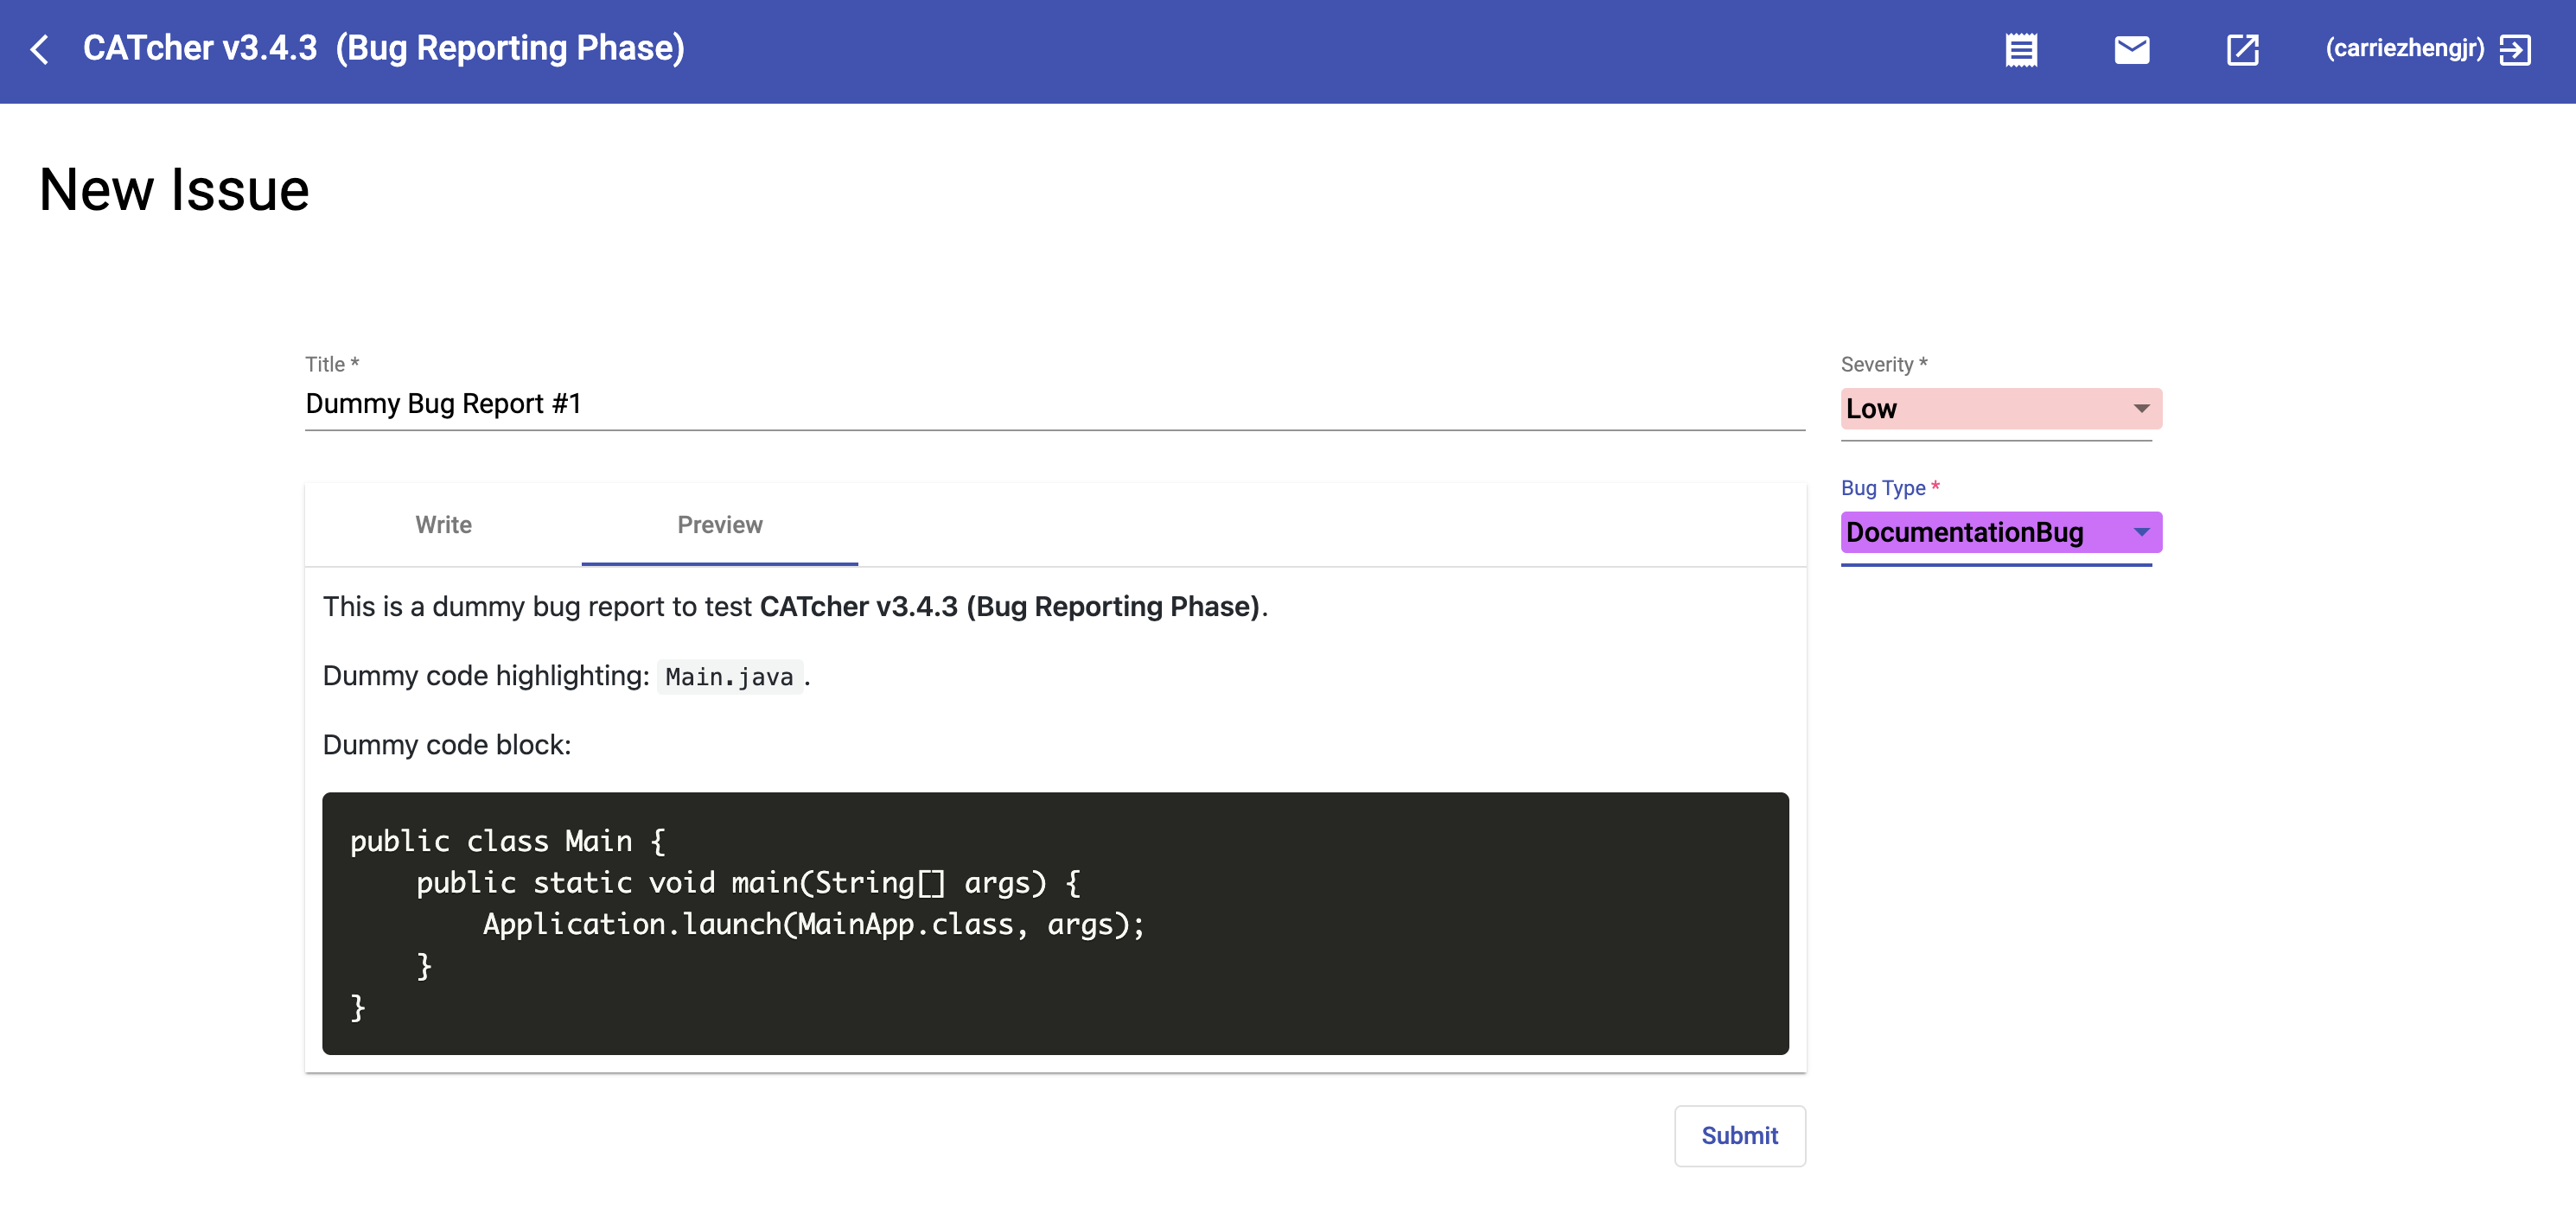 CATcher v3.4.3 (Bug Reporting Phase)
(carriezhengjr)
New Issue
Title *
Dummy Bug Report #1
Severity *
Low
Bug Type *
DocumentationBug
Write Preview
This is a dummy bug report to test CATcher v3.4.3 (Bug Reporting Phase).
Dummy code highlighting: Main.java.
Dummy code block:
public class Main {
    public static void main(String[] args) {
        Application.launch(MainApp.class, args);
    }
}
Submit